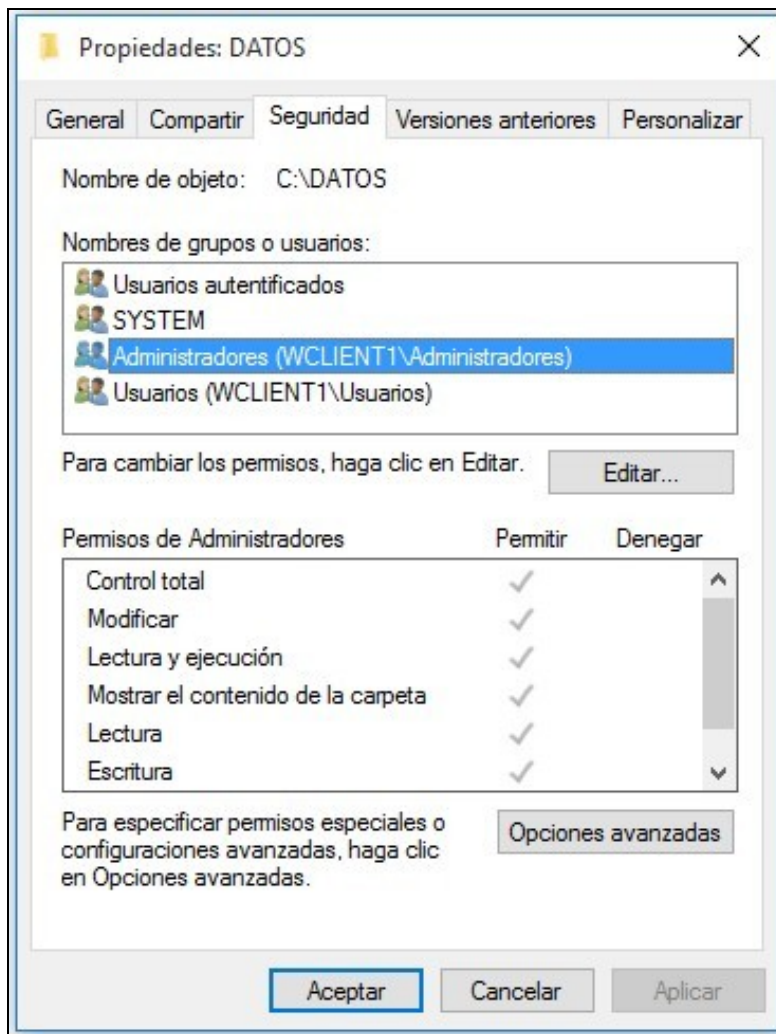 Propiedades: DATOS
General Compartir Seguridad Versiones anteriores Personalizar
Nombre de objeto: C:\DATOS
Nombres de grupos o usuarios:
Usuarios autentificados
SYSTEM
Administradores (WCLIENT1\Administradores)
Usuarios (WCLIENT1\Usuarios)
Para cambiar los permisos, haga clic en Editar. Editar...
Permisos de Administradores Permitir Denegar
Control total
Modificar
Lectura y ejecución
Mostrar el contenido de la carpeta
Lectura
Escritura
Para especificar permisos especiales o
configuraciones avanzadas, haga clic
en Opciones avanzadas.
Opciones avanzadas
Aceptar Cancelar Aplicar